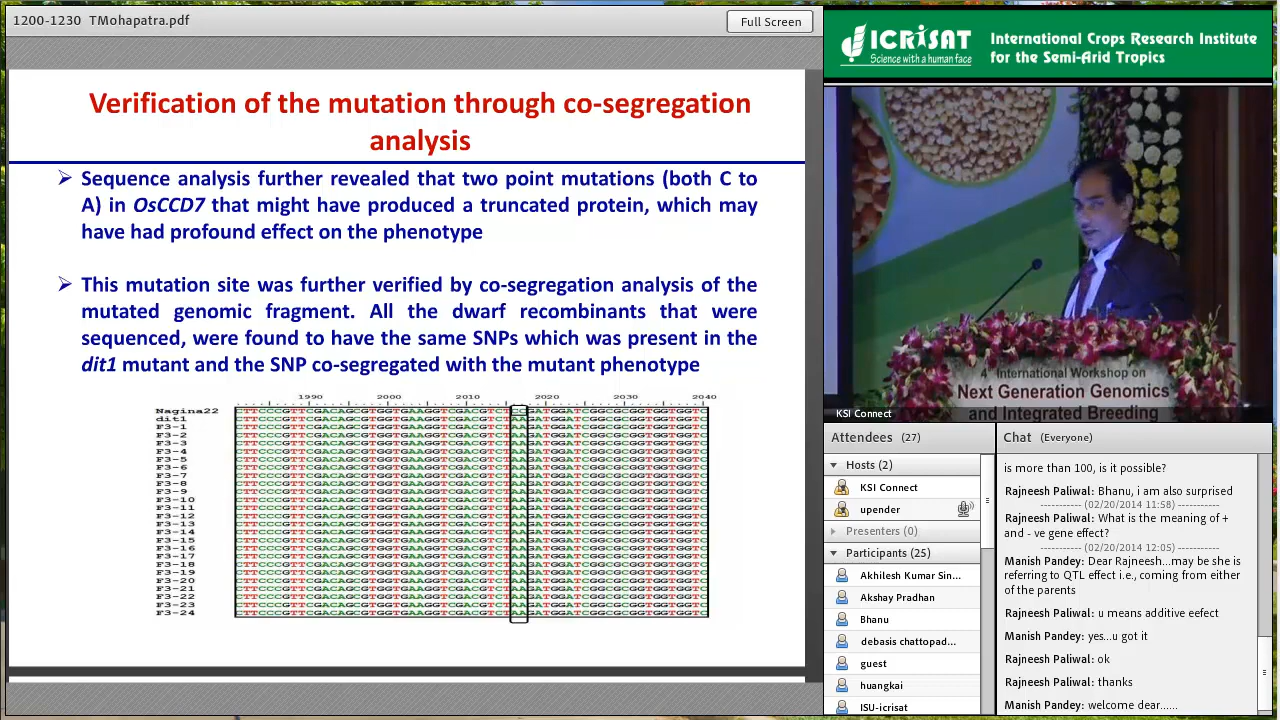 1200-1230 TMohapatra.pdf
Full Screen
Verification of the mutation through co-segregation
analysis
Sequence analysis further revealed that two point mutations (both C to
A) in OsCCD7 that might have produced a truncated protein, which may
have had profound effect on the phenotype
This mutation site was further verified by co-segregation analysis of the
mutated genomic fragment. All the dwarf recombinants that were
sequenced, were found to have the same SNPs which was present in the
dit1 mutant and the SNP co-segregated with the mutant phenotype
1990 2000 2010 2020 2030 2040
Nagina22
dit1
F3-1
F3-2
F3-3
F3-4
F3-5
F3-6
F3-7
F3-8
F3-9
F3-10
F3-11
F3-12
F3-13
F3-14
F3-15
F3-16
F3-17
F3-18
F3-19
F3-20
F3-21
F3-22
F3-23
F3-24
ICRISAT
Science with a human face
International Crops Research Institute
for the Semi-Arid Tropics
4th International Workshop on
Next Generation Genomics
and Integrated Breeding
KSI Connect
Attendees (27)
Hosts (2)
KSI Connect
upender
Presenters (0)
Participants (25)
Akhilesh Kumar Sin...
Akshay Pradhan
Bhanu
debasis chattopad...
guest
huangkai
ISU-icrisat
Chat (Everyone)
is more than 100, is it possible?
Rajneesh Paliwal: Bhanu, i am also surprised
----------- (02/20/2014 11:58) -----------
Rajneesh Paliwal: What is the meaning of +
and - ve gene effect?
----------- (02/20/2014 12:05) -----------
Manish Pandey: Dear Rajneesh...may be she is
referring to QTL effect i.e., coming from either
of the parents
Rajneesh Paliwal: u means additive eefect
Manish Pandey: yes...u got it
Rajneesh Paliwal: ok
Rajneesh Paliwal: thanks
Manish Pandey: welcome dear......